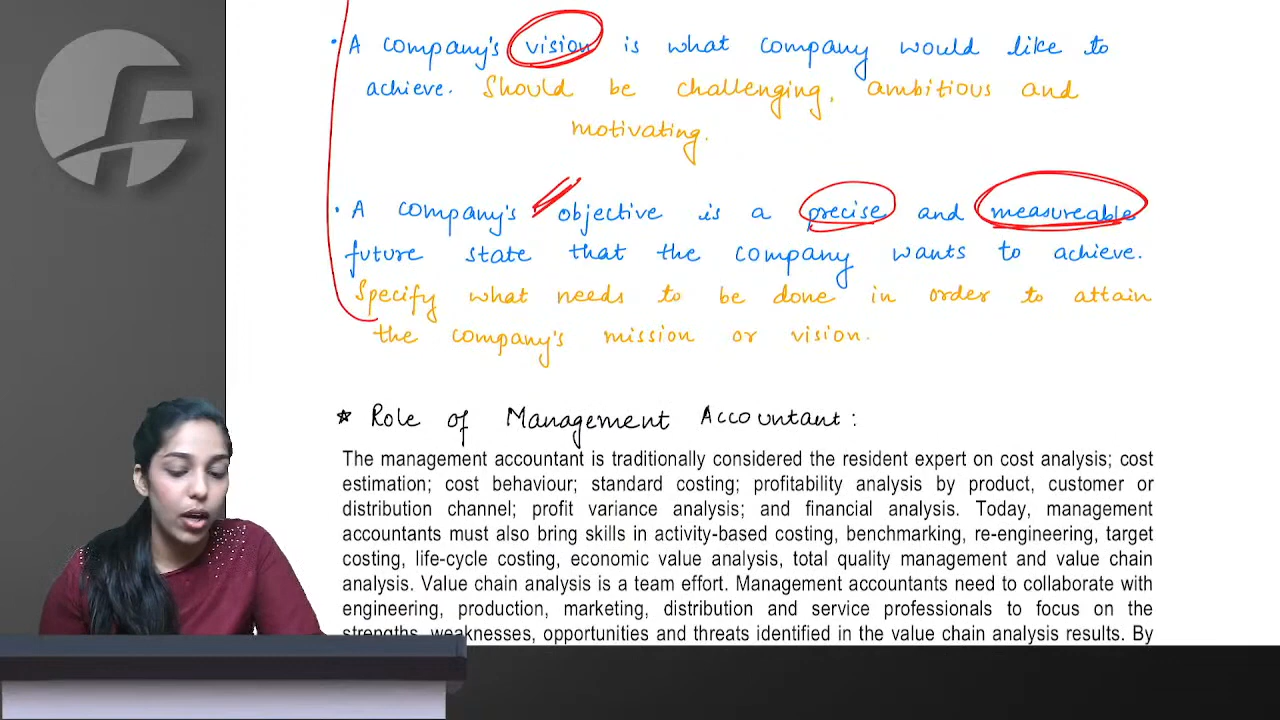 • A company's vision is what company would like to
achieve. Should be challenging, ambitious and
motivating.
• A company's objective is a precise and measureable
future state that the company wants to achieve.
Specify what needs to be done in order to attain
the company's mission or vision.
* Role of Management Accountant :
The management accountant is traditionally considered the resident expert on cost analysis; cost
estimation; cost behaviour; standard costing; profitability analysis by product, customer or
distribution channel; profit variance analysis; and financial analysis. Today, management
accountants must also bring skills in activity-based costing, benchmarking, re-engineering, target
costing, life-cycle costing, economic value analysis, total quality management and value chain
analysis. Value chain analysis is a team effort. Management accountants need to collaborate with
engineering, production, marketing, distribution and service professionals to focus on the
strengths, weaknesses, opportunities and threats identified in the value chain analysis results. By